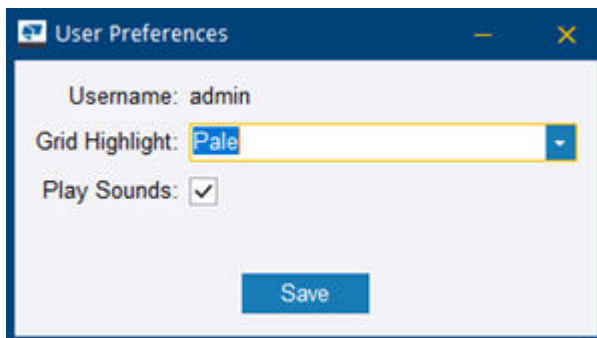 User Preferences
Username: admin
Grid Highlight: Pale
Play Sounds:
Save